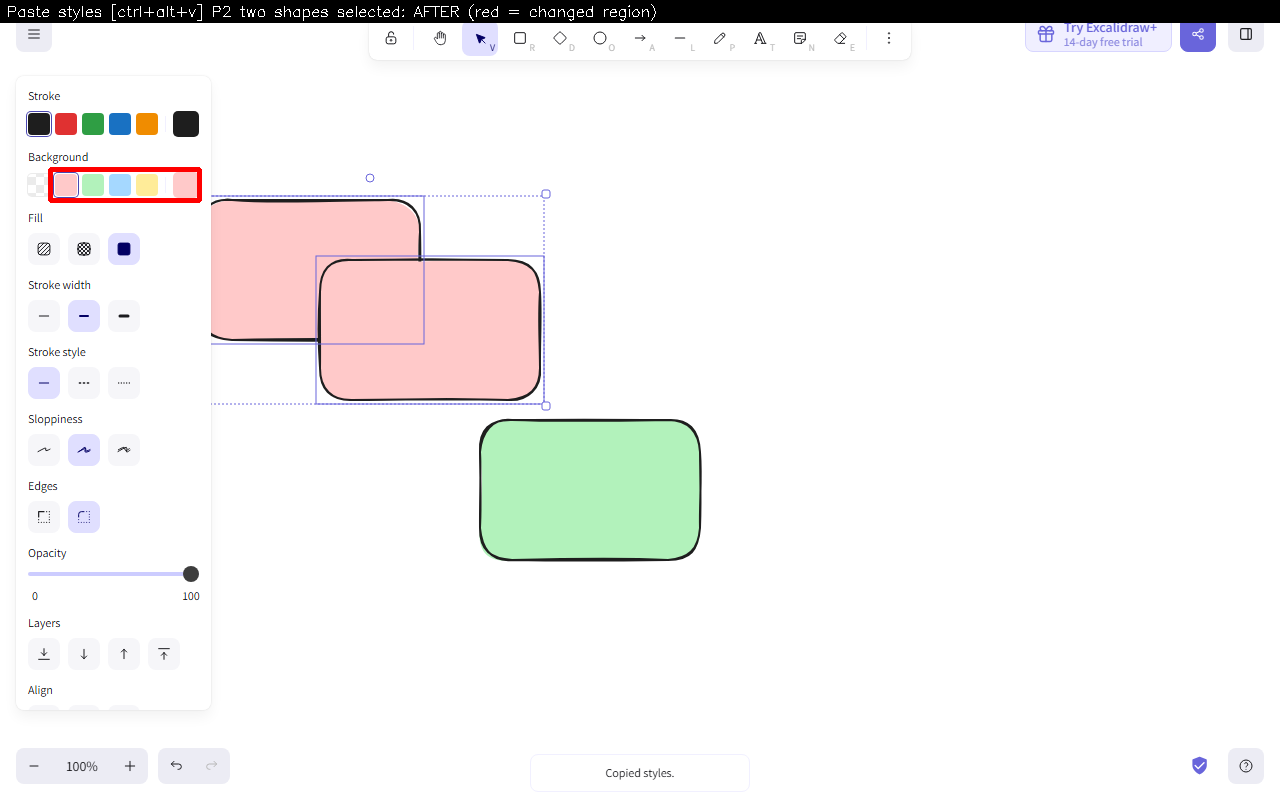 Paste styles [ctrl+alt+v] P2 two shapes selected: AFTER (red = changed region)
V R D O A L P T N E
Try Excalidraw+
14-day free trial
Stroke
Background
Fill
Stroke width
Stroke style
Sloppiness
Edges
Opacity
0 100
Layers
Align
100%
Copied styles.